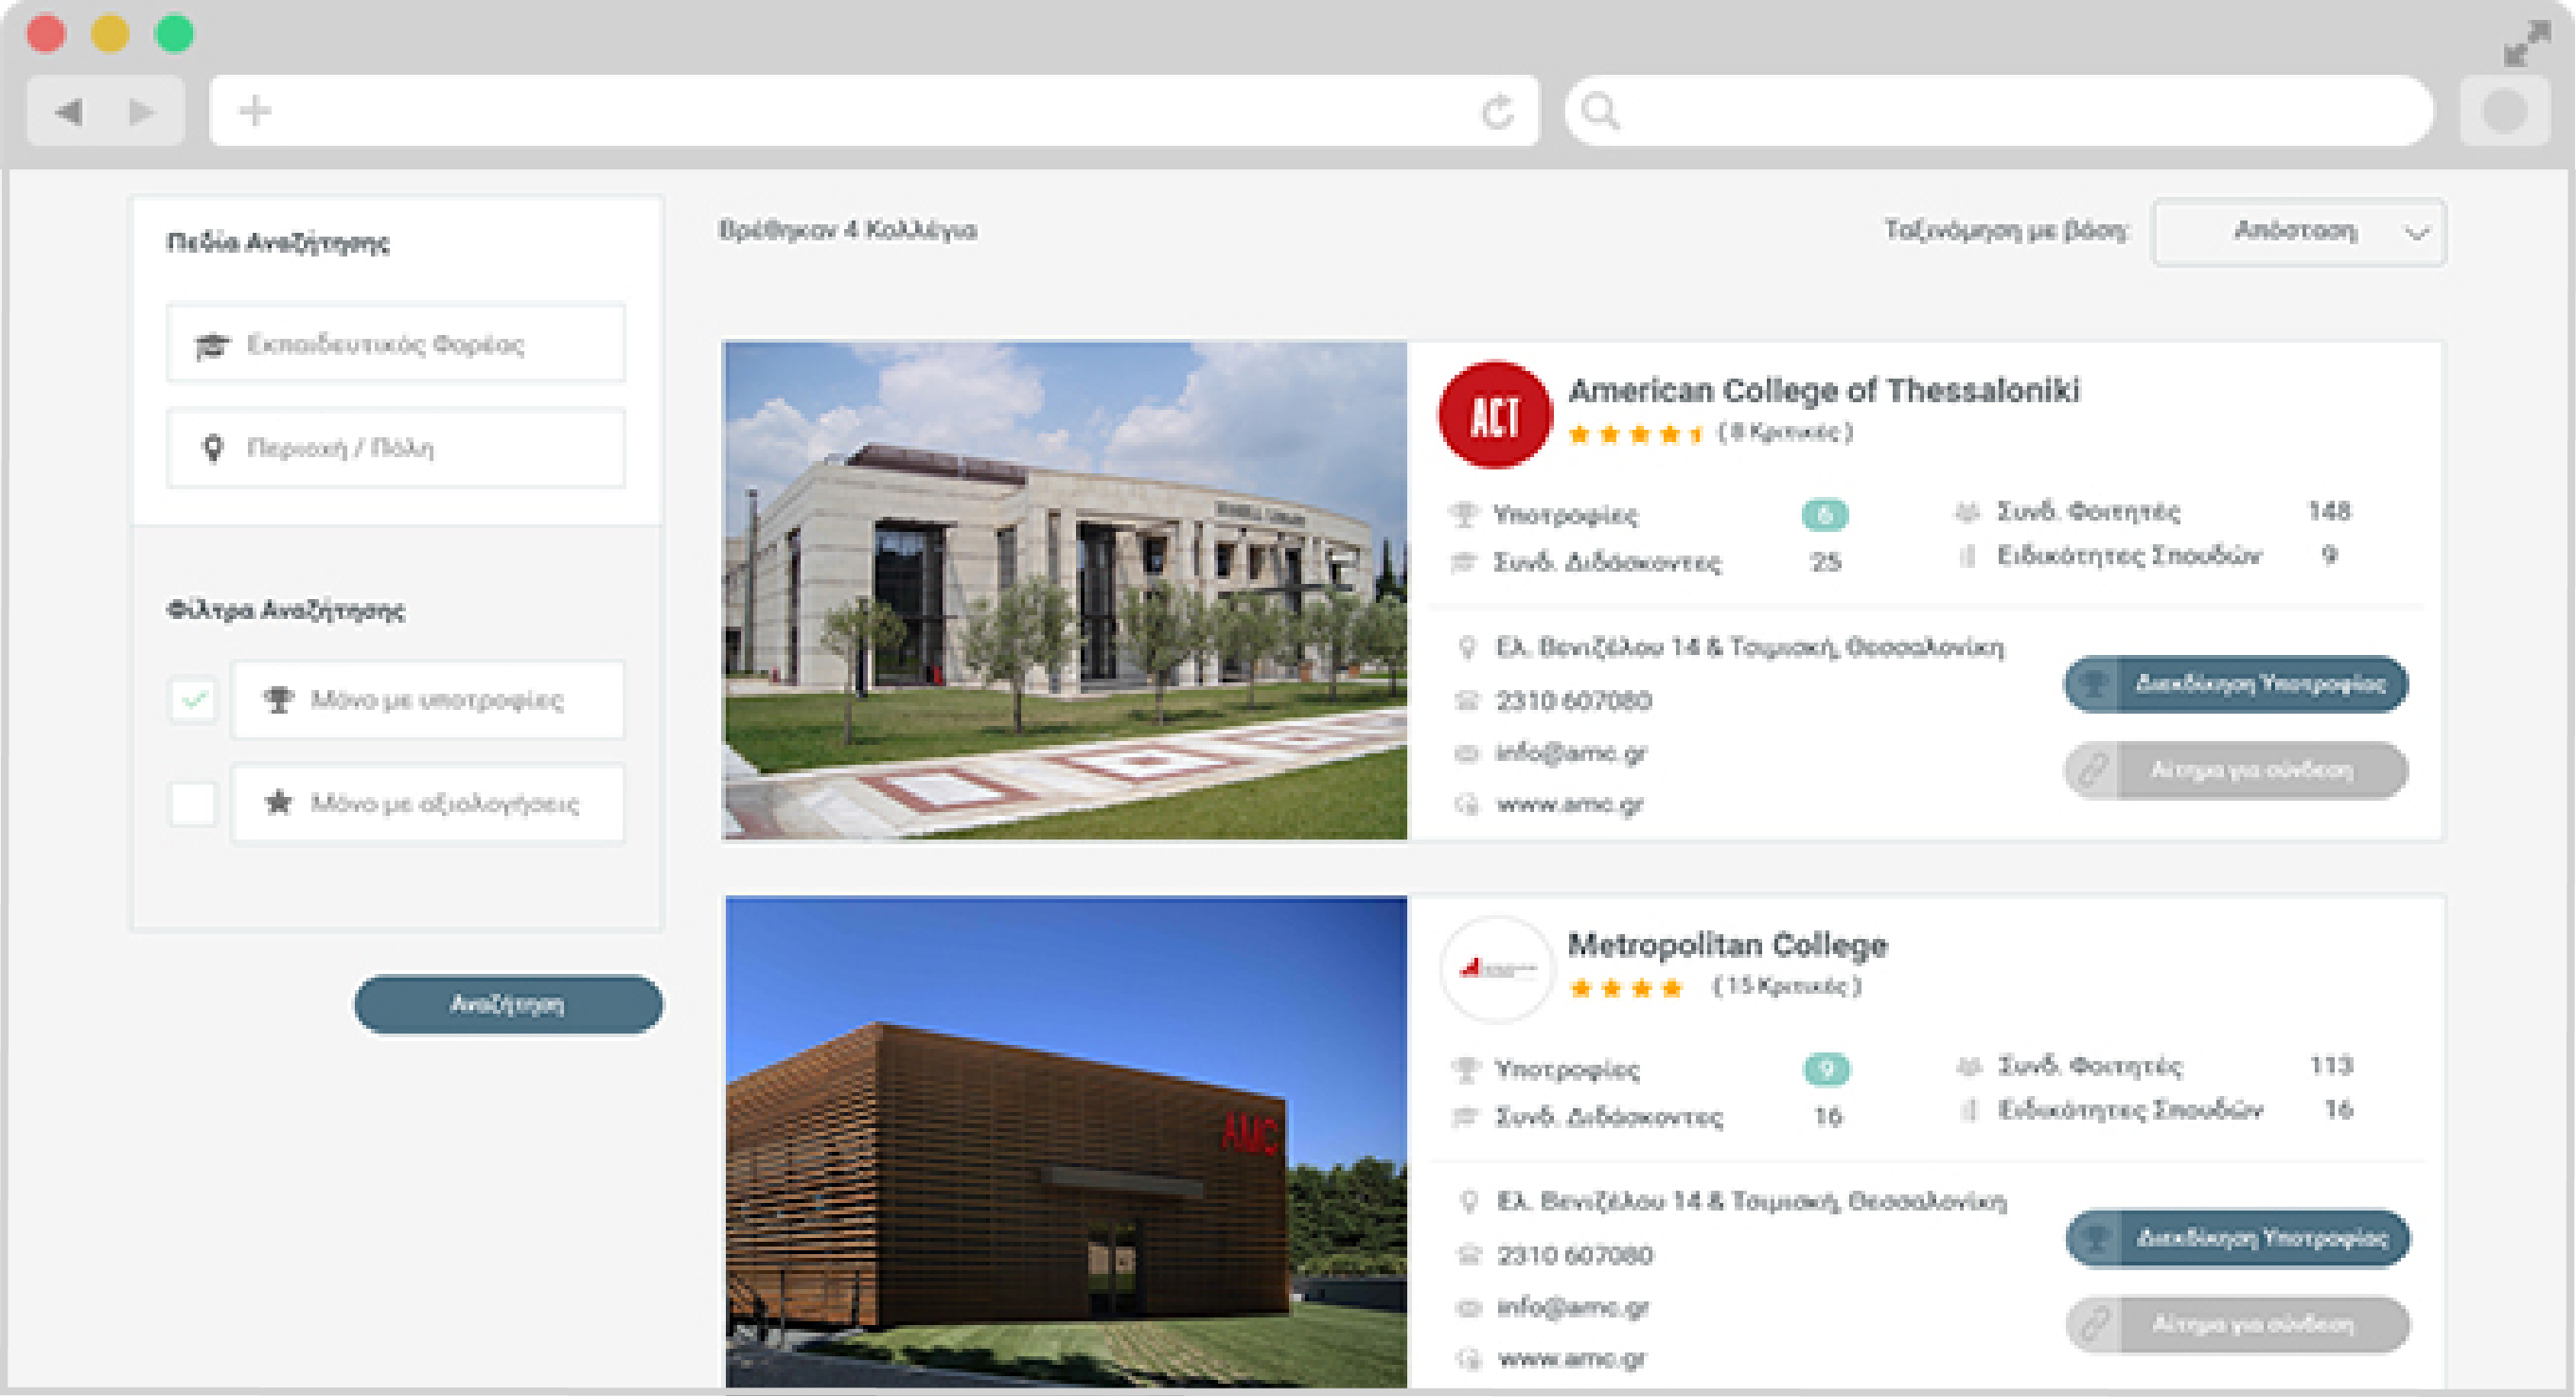 Πεδία Αναζήτησης
Εκπαιδευτικός Φορέας
Περιοχή / Πόλη
Φίλτρα Αναζήτησης
Μόνο με υποτροφίες
Μόνο με αξιολογήσεις
Αναζήτηση
Βρέθηκαν 4 Κολλέγια
Ταξινόμηση με βάση: Απόσταση
ACT
American College of Thessaloniki
( 8 Κριτικές )
Υποτροφίες 6 Συνδ. Φοιτητές 148
Συνδ. Διδάσκοντες 25 Ειδικότητες Σπουδών 9
Ελ. Βενιζέλου 14 & Τσιμισκή, Θεσσαλονίκη
2310 607080
info@amc.gr
www.amc.gr
Διεκδίκηση Υποτροφίας
Αίτημα για σύνδεση
AMC
Metropolitan College
( 15 Κριτικές )
Υποτροφίες 9 Συνδ. Φοιτητές 113
Συνδ. Διδάσκοντες 16 Ειδικότητες Σπουδών 16
Ελ. Βενιζέλου 14 & Τσιμισκή, Θεσσαλονίκη
2310 607080
info@amc.gr
www.amc.gr
Διεκδίκηση Υποτροφίας
Αίτημα για σύνδεση